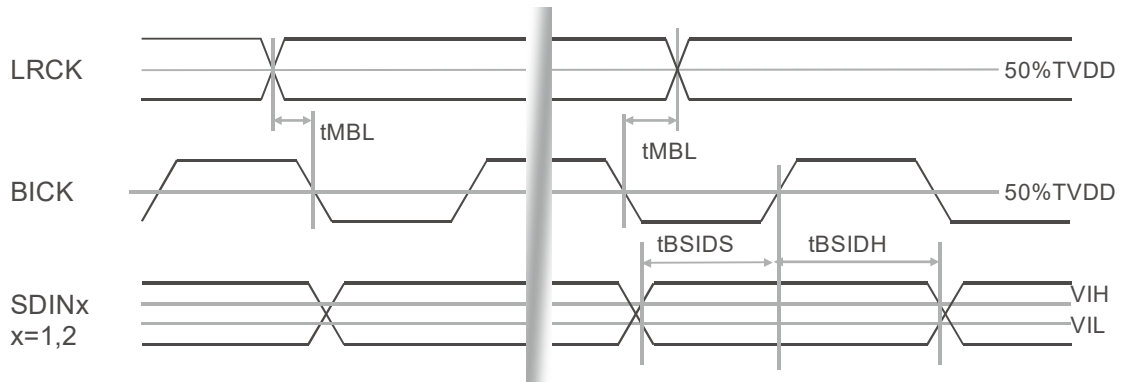 LRCK
50%TVDD
tMBL
tMBL
BICK
50%TVDD
tBSIDS
tBSIDH
SDINx
x=1,2
VIH
VIL